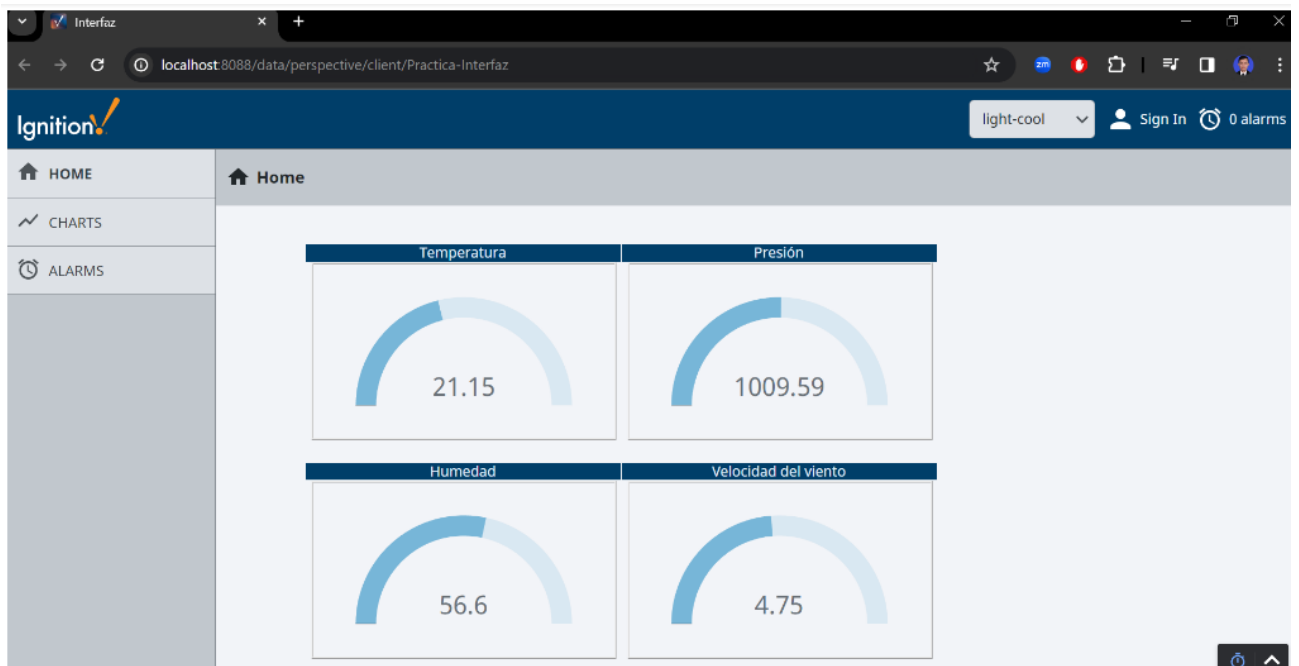 Interfaz
localhost:8088/data/perspective/client/Practica-Interfaz
zm
Ignition!
light-cool
Sign In
0 alarms
HOME
Home
CHARTS
ALARMS
Temperatura
Presión
21.15
1009.59
Humedad
Velocidad del viento
56.6
4.75